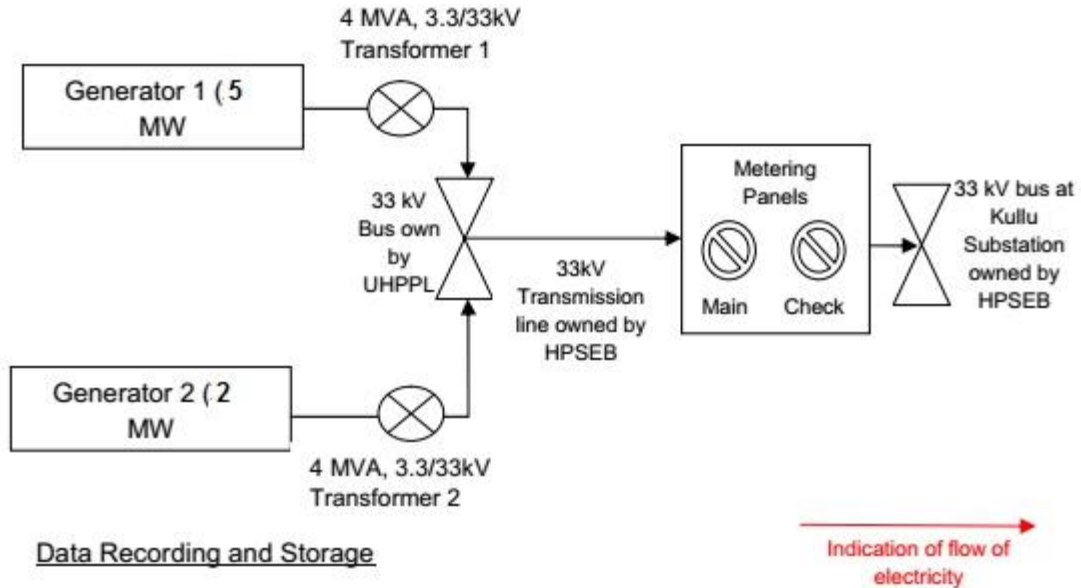 4 MVA, 3.3/33kV
Transformer 1
Generator 1 (.5
MW
33 kV
Bus own
by
UHPPL
33kV
Transmission
line owned by
HPSEB
Metering
Panels
Main
Check
33 kV bus at
Kullu
Substation
owned by
HPSEB
Generator 2 (.2
MW
4 MVA, 3.3/33kV
Transformer 2
Data Recording and Storage
Indication of flow of
electricity